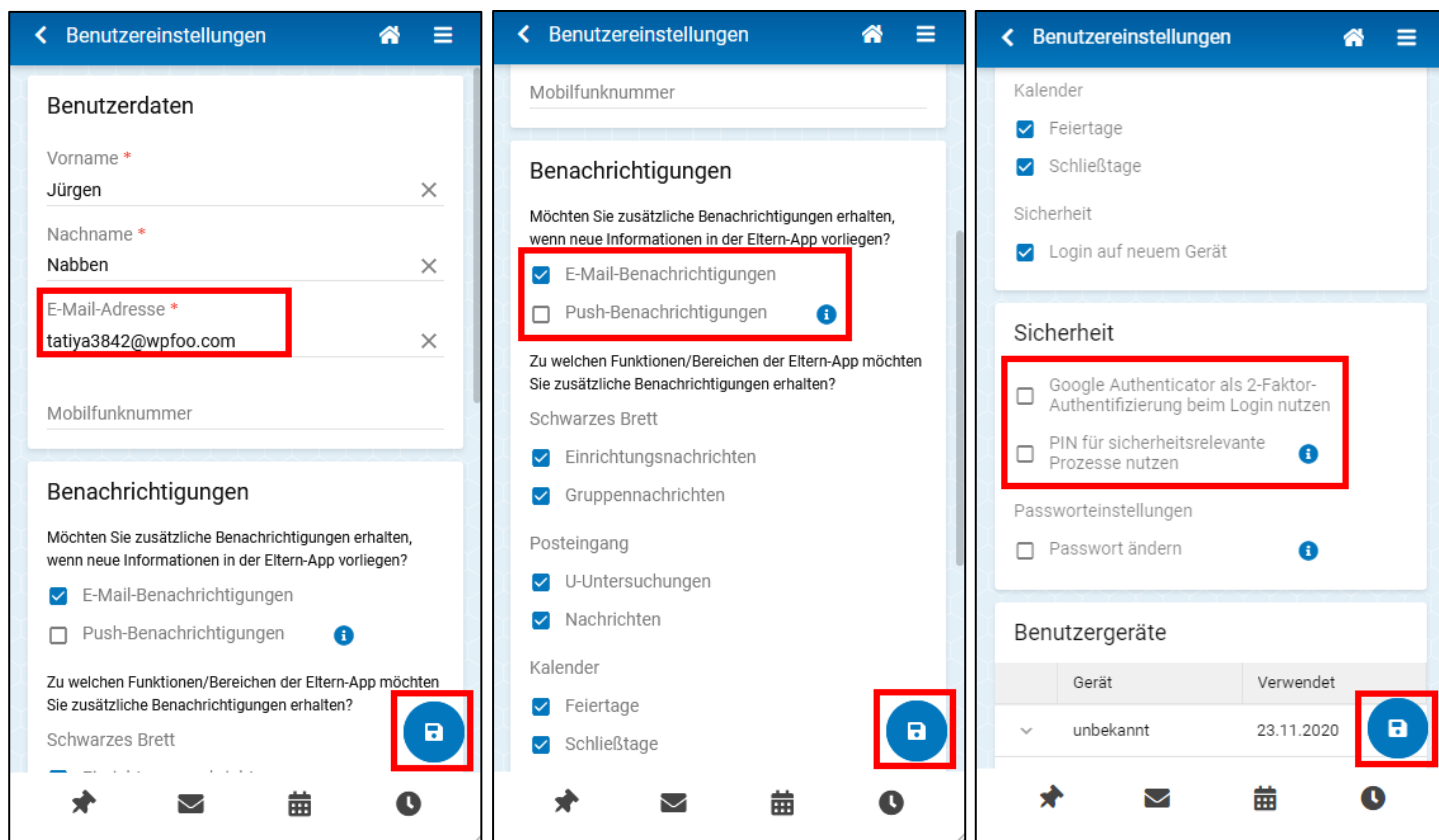 Benutzereinstellungen
Benutzerdaten
Vorname *
Jürgen
Nachname *
Nabben
E-Mail-Adresse *
tatiya3842@wpfoo.com
Mobilfunknummer
Benachrichtigungen
Möchten Sie zusätzliche Benachrichtigungen erhalten,
wenn neue Informationen in der Eltern-App vorliegen?
E-Mail-Benachrichtigungen
Push-Benachrichtigungen
Zu welchen Funktionen/Bereichen der Eltern-App möchten
Sie zusätzliche Benachrichtigungen erhalten?
Schwarzes Brett
Benutzereinstellungen
Mobilfunknummer
Benachrichtigungen
Möchten Sie zusätzliche Benachrichtigungen erhalten,
wenn neue Informationen in der Eltern-App vorliegen?
E-Mail-Benachrichtigungen
Push-Benachrichtigungen
Zu welchen Funktionen/Bereichen der Eltern-App möchten
Sie zusätzliche Benachrichtigungen erhalten?
Schwarzes Brett
Einrichtungsnachrichten
Gruppennachrichten
Posteingang
U-Untersuchungen
Nachrichten
Kalender
Feiertage
Schließtage
Benutzereinstellungen
Kalender
Feiertage
Schließtage
Sicherheit
Login auf neuem Gerät
Sicherheit
Google Authenticator als 2-Faktor-
Authentifizierung beim Login nutzen
PIN für sicherheitsrelevante
Prozesse nutzen
Passworteinstellungen
Passwort ändern
Benutzergeräte
Gerät Verwendet
unbekannt 23.11.2020